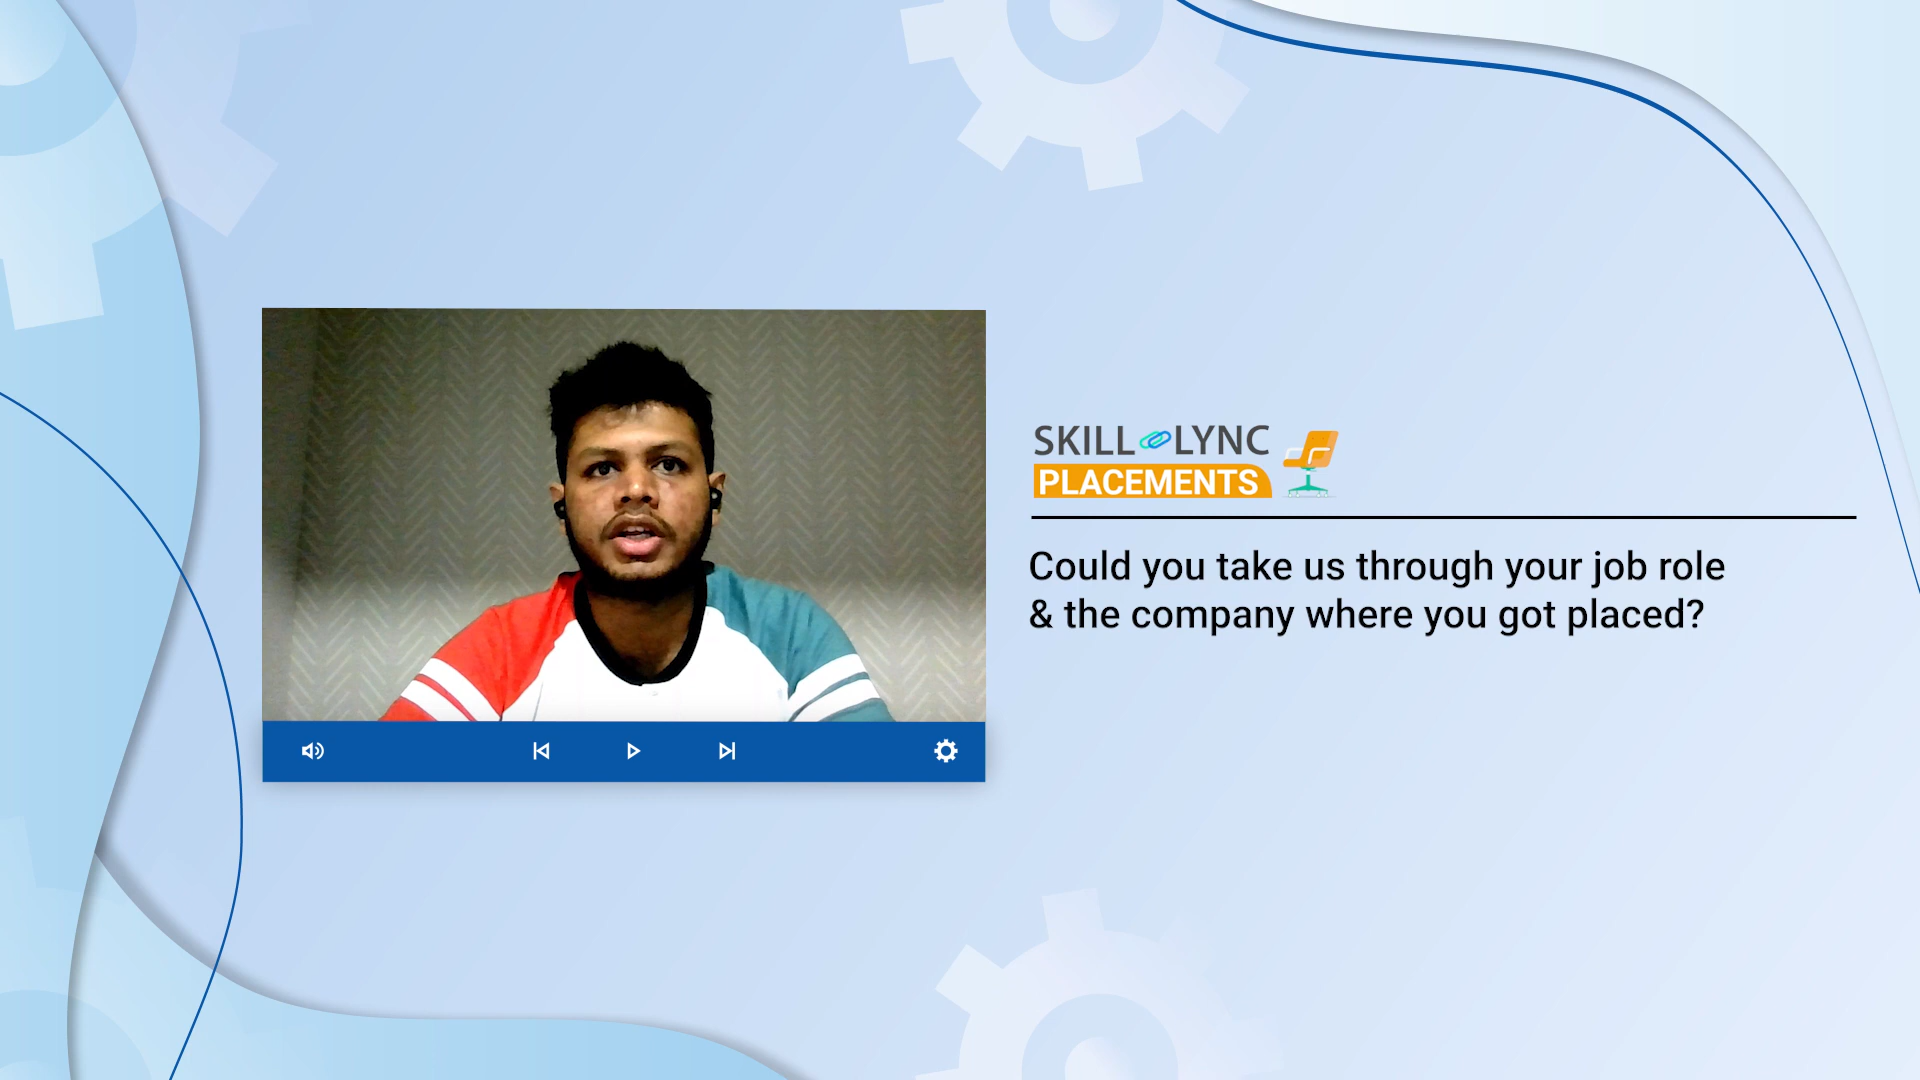 SKILL LYNC
PLACEMENTS
Could you take us through your job role
& the company where you got placed?